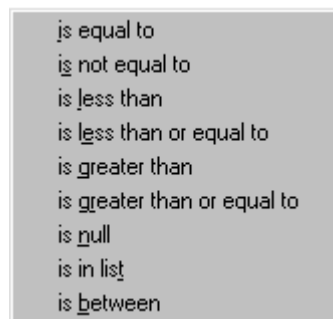 is equal to
is not equal to
is less than
is less than or equal to
is greater than
is greater than or equal to
is null
is in list
is between